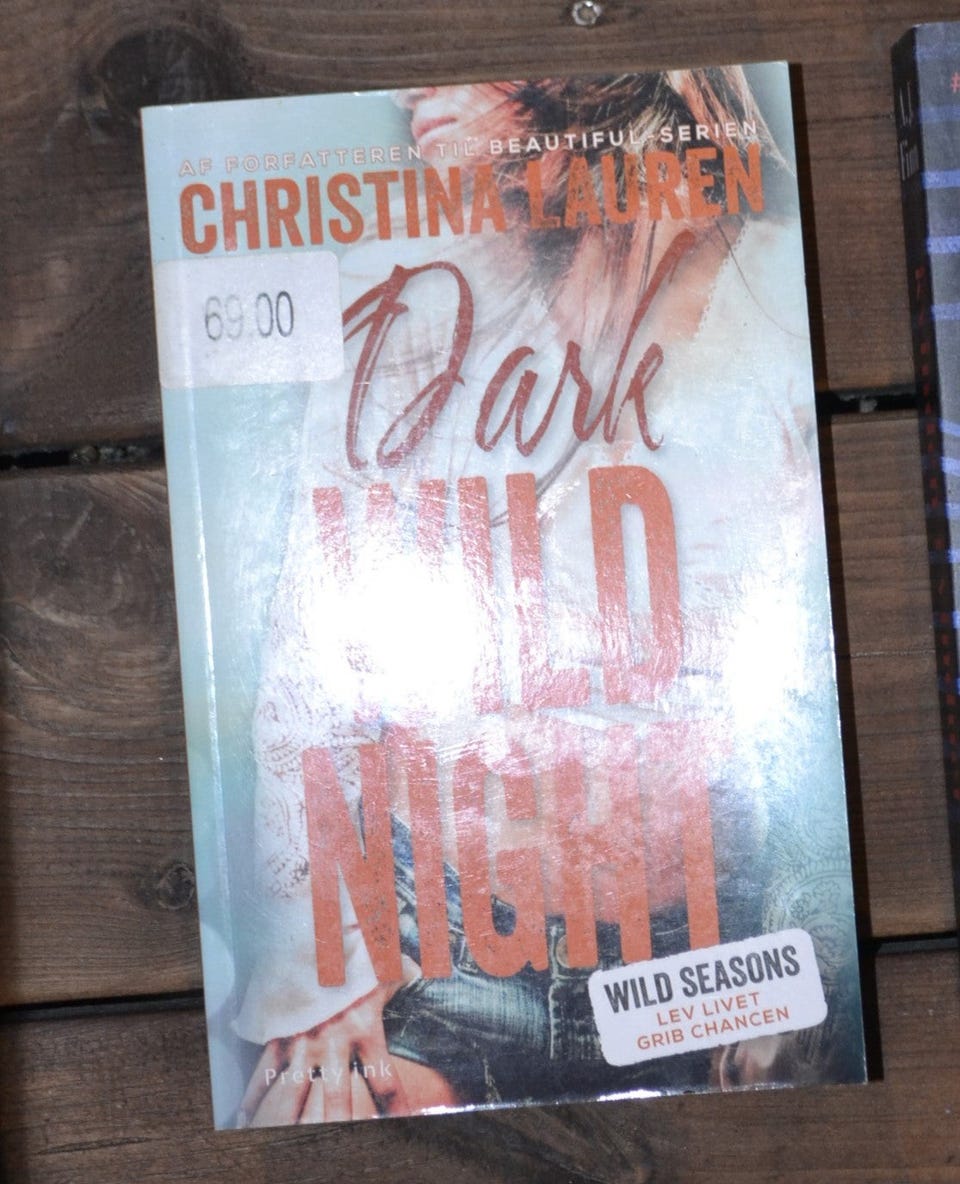 AF FORFATTEREN TIL BEAUTIFUL-SERIEN
CHRISTINA LAUREN
69.00
Dark
WILD
NIGHT
WILD SEASONS
LEV LIVET
GRIB CHANCEN
Pretty ink